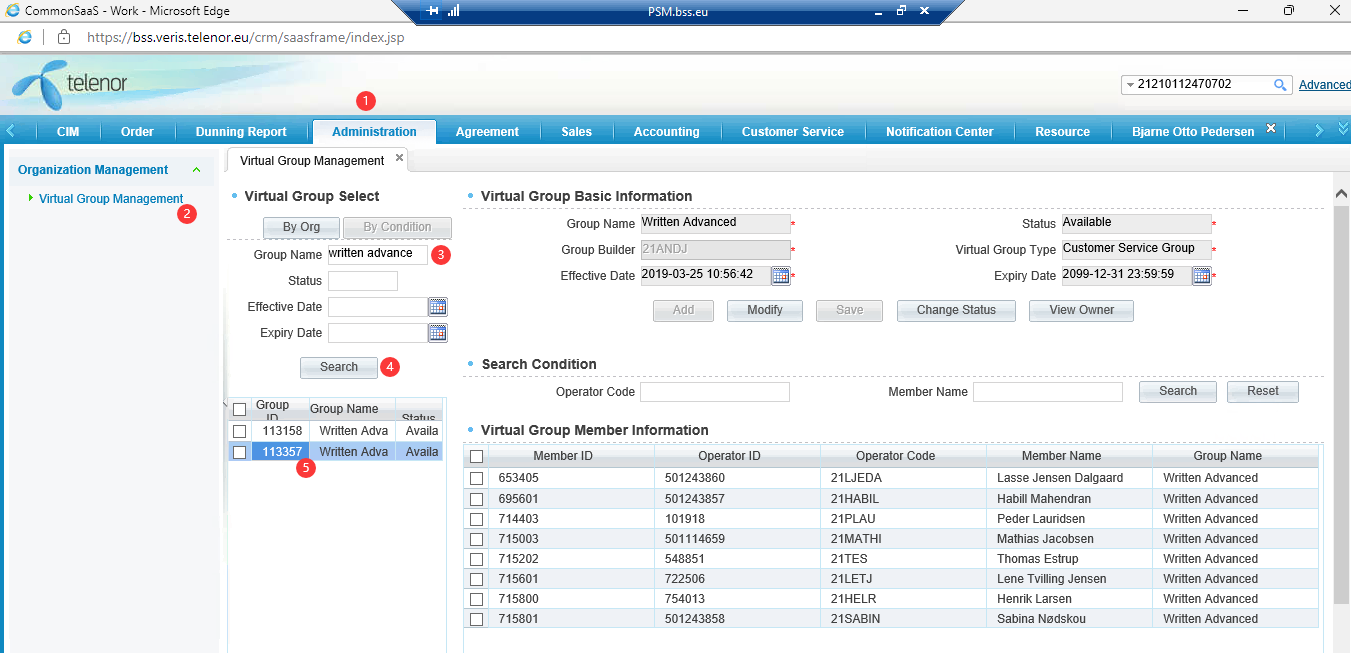 CommonSaaS - Work - Microsoft Edge
PSM.bss.eu
https://bss.veris.telenor.eu/crm/saasframe/index.jsp
telenor
21210112470702
Advanced
1
CIM Order Dunning Report Administration Agreement Sales Accounting Customer Service Notification Center Resource Bjarne Otto Pedersen
Organization Management
Virtual Group Management
2
Virtual Group Management
Virtual Group Select
By Org By Condition
Group Name written advance 3
Status
Effective Date
Expiry Date
Search 4
Group ID Group Name Status
113158 Written Adva Availa
113357 Written Adva Availa
5
Virtual Group Basic Information
Group Name Written Advanced * Status Available *
Group Builder 21ANDJ * Virtual Group Type Customer Service Group *
Effective Date 2019-03-25 10:56:42 * Expiry Date 2099-12-31 23:59:59 *
Add Modify Save Change Status View Owner
Search Condition
Operator Code Member Name Search Reset
Virtual Group Member Information
Member ID Operator ID Operator Code Member Name Group Name
653405 501243860 21LJEDA Lasse Jensen Dalgaard Written Advanced
695601 501243857 21HABIL Habill Mahendran Written Advanced
714403 101918 21PLAU Peder Lauridsen Written Advanced
715003 501114659 21MATHI Mathias Jacobsen Written Advanced
715202 548851 21TES Thomas Estrup Written Advanced
715601 722506 21LETJ Lene Tvilling Jensen Written Advanced
715800 754013 21HELR Henrik Larsen Written Advanced
715801 501243858 21SABIN Sabina Nødskou Written Advanced